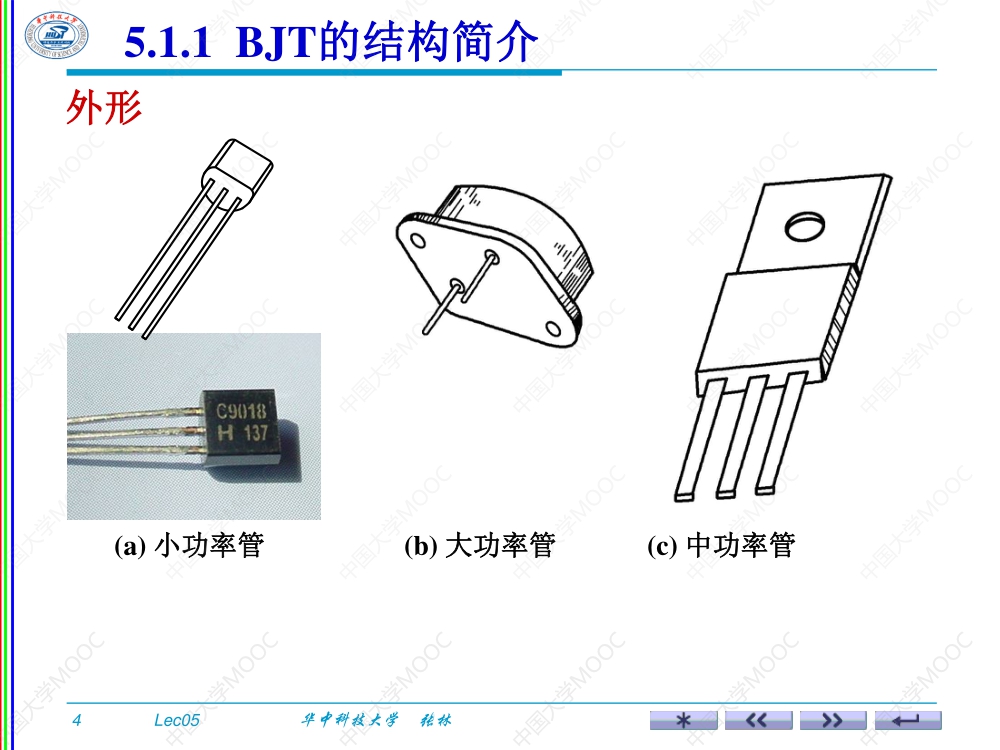 5.1.1 BJT的结构简介
外形
C9018
H 137
(a) 小功率管
(b) 大功率管
(c) 中功率管
4
Lec05
华中科技大学 张林
中国大学MOOC